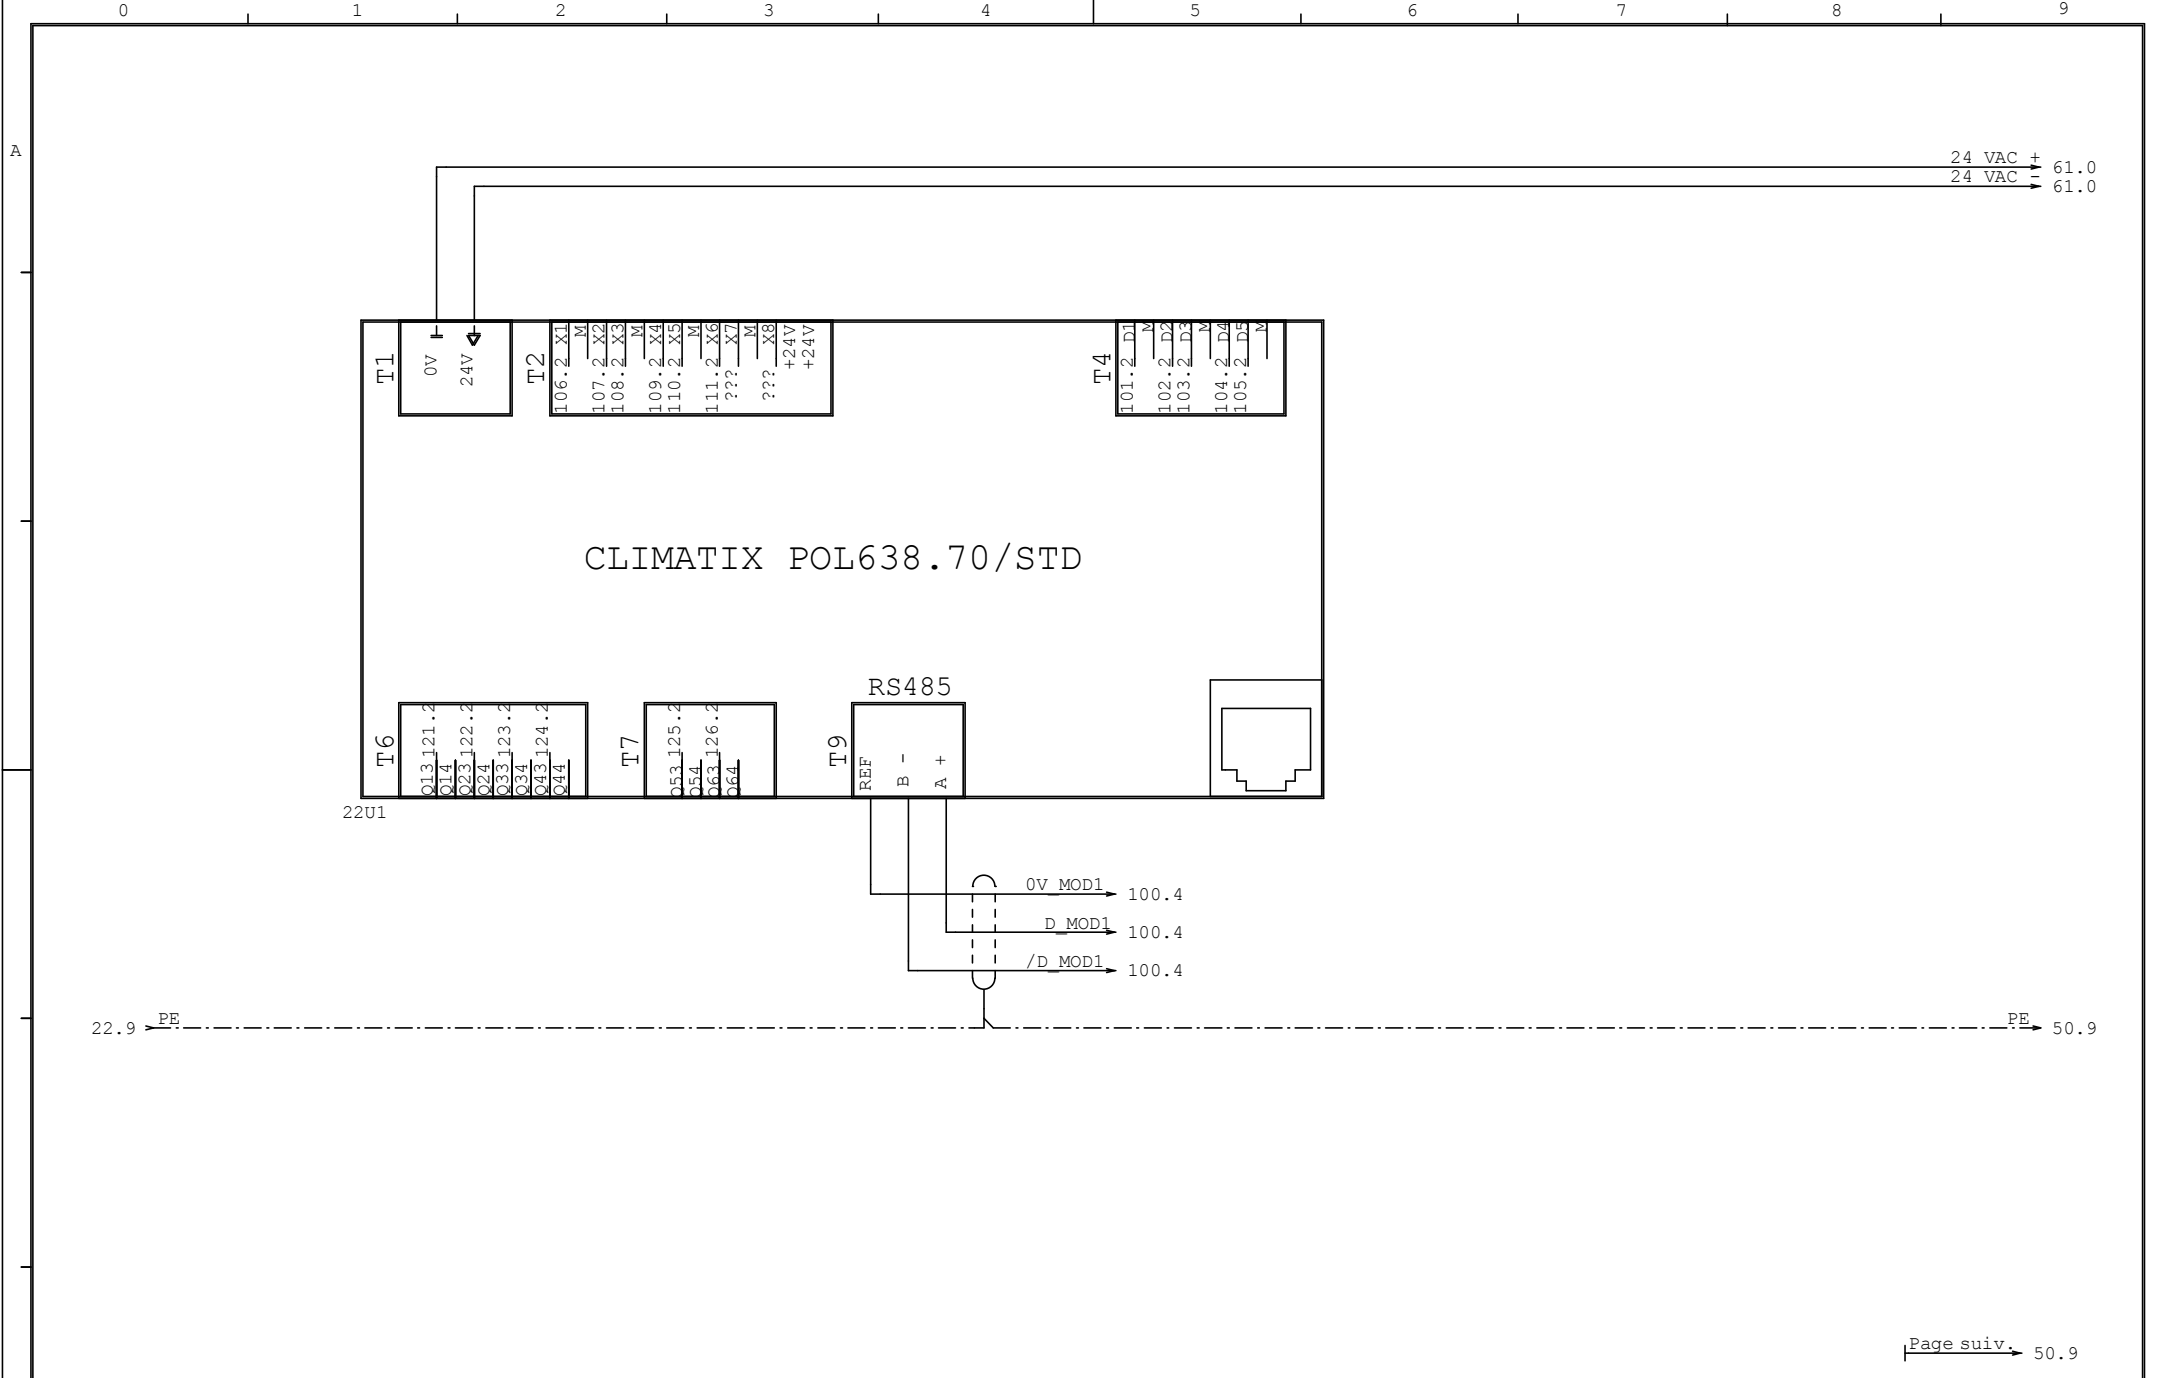 0 1 2 3 4 5 6 7 8 9
A
24 VAC + 61.0
24 VAC - 61.0
T1
0V
24V
T2
106.2 X1
M
107.2 X2
108.2 X3
M
109.2 X4
110.2 X5
M
111.2 X6
??? X7
M
??? X8
+24V
+24V
T4
101.2 D1
M
102.2 D2
103.2 D3
M
104.2 D4
105.2 D5
M
CLIMATIX POL638.70/STD
RS485
T6
Q13 121.2
Q14
Q23 122.2
Q24
Q33 123.2
Q34
Q43 124.2
Q44
T7
Q53 125.2
Q54
Q63 126.2
Q64
T9
REF
B -
A +
22U1
0V_MOD1 100.4
D_MOD1 100.4
/D_MOD1 100.4
22.9 PE PE 50.9
Page suiv. 50.9